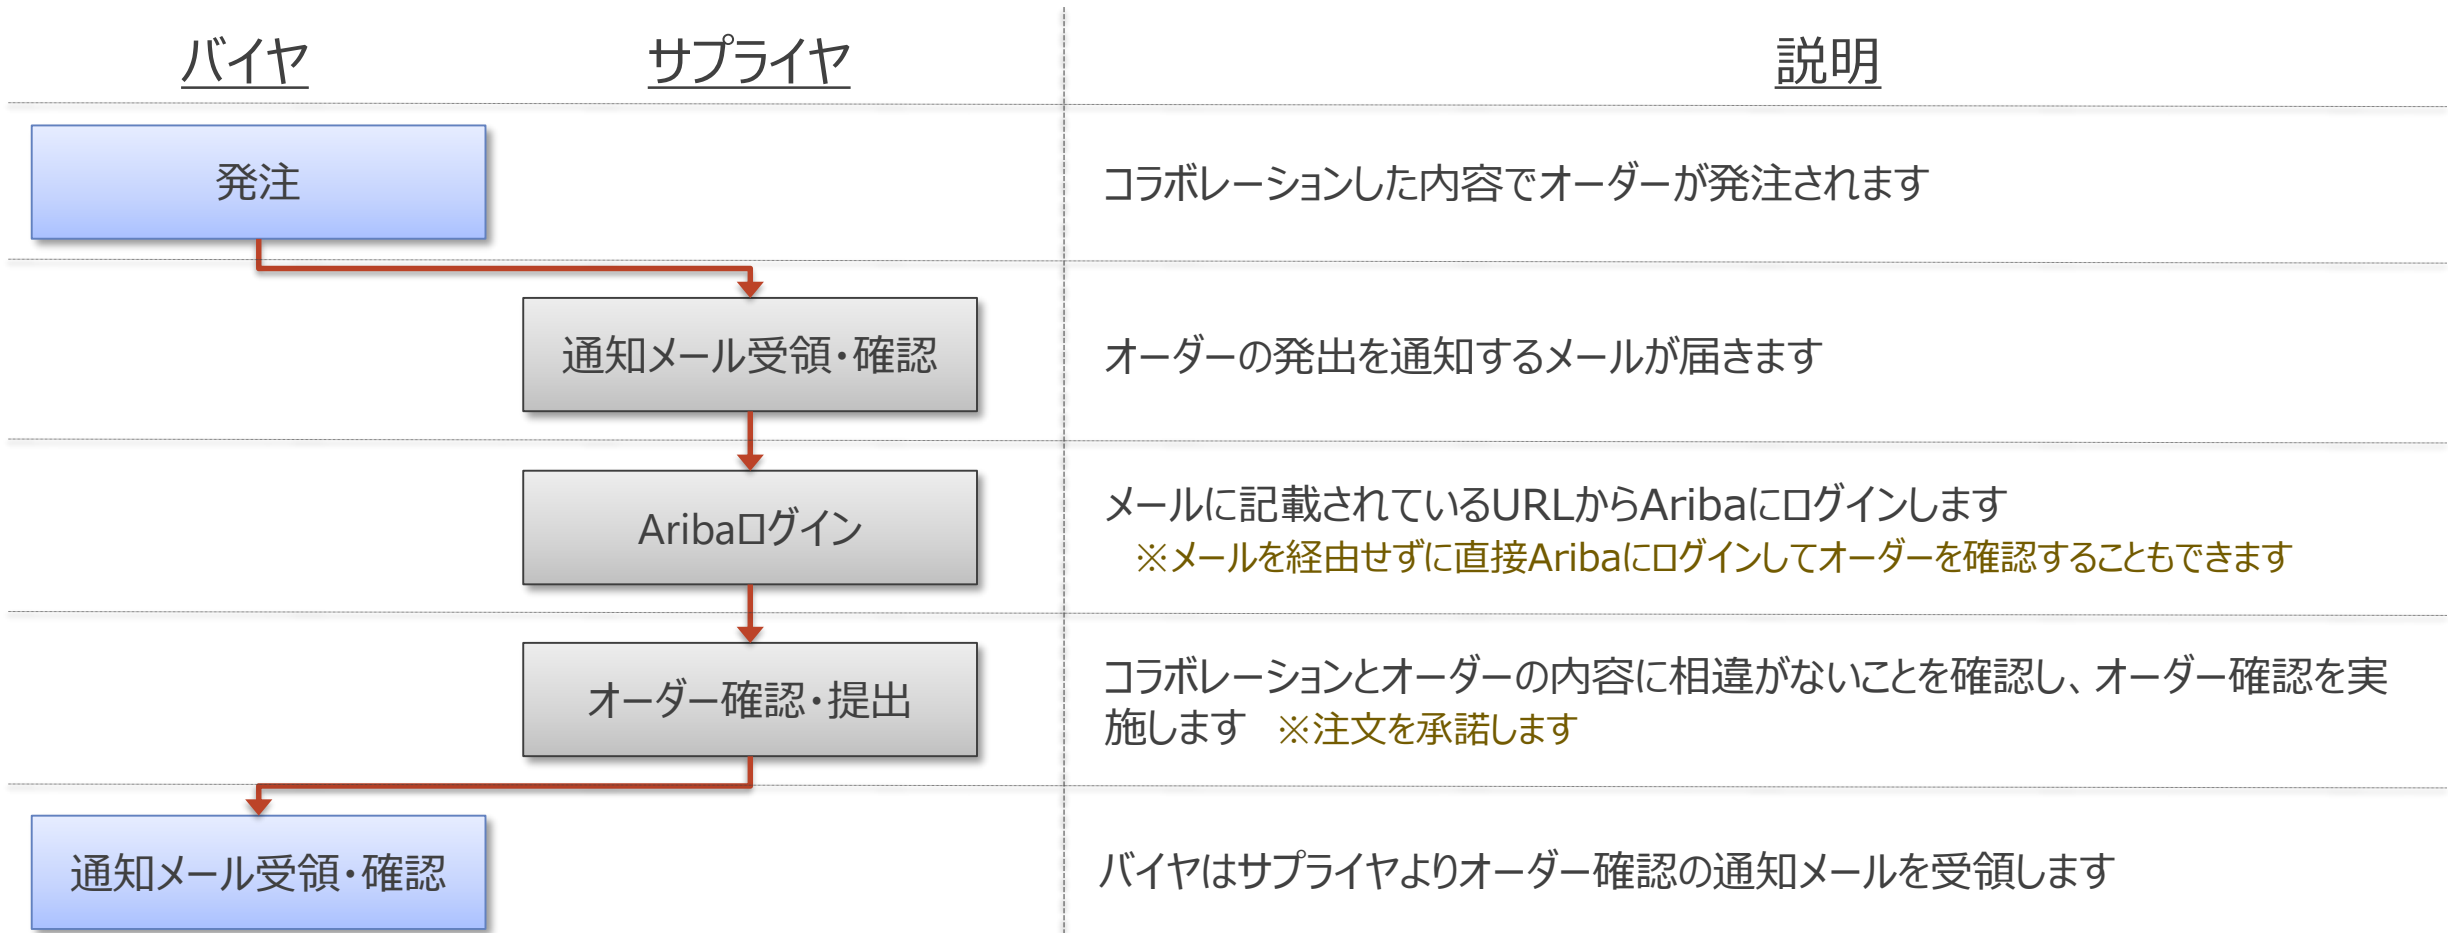 バイヤ
サプライヤ
説明
発注
コラボレーションした内容でオーダーが発注されます
通知メール受領・確認
オーダーの発出を通知するメールが届きます
Aribaログイン
メールに記載されているURLからAribaにログインします
※メールを経由せずに直接Aribaにログインしてオーダーを確認することもできます
オーダー確認・提出
コラボレーションとオーダーの内容に相違がないことを確認し、オーダー確認を実
施します ※注文を承諾します
通知メール受領・確認
バイヤはサプライヤよりオーダー確認の通知メールを受領します